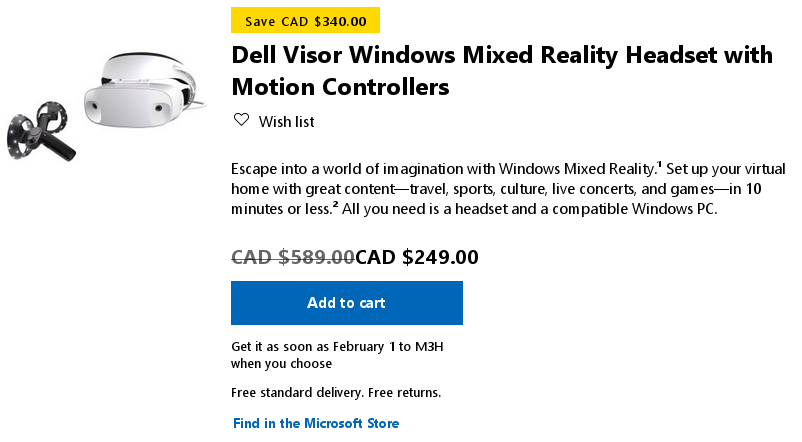 Save CAD $340.00
Dell Visor Windows Mixed Reality Headset with
Motion Controllers
Wish list
Escape into a world of imagination with Windows Mixed Reality.¹ Set up your virtual
home with great content—travel, sports, culture, live concerts, and games—in 10
minutes or less.² All you need is a headset and a compatible Windows PC.
CAD $589.00CAD $249.00
Add to cart
Get it as soon as February 1 to M3H
when you choose
Free standard delivery. Free returns.
Find in the Microsoft Store